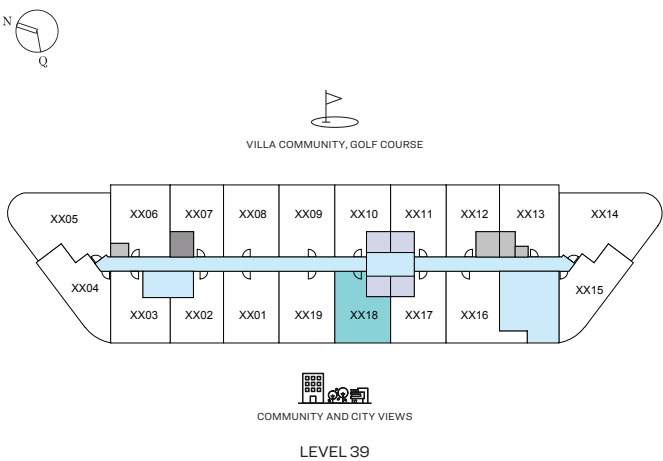 N
Q
VILLA COMMUNITY, GOLF COURSE
XX05 XX06 XX07 XX08 XX09 XX10 XX11 XX12 XX13 XX14
XX04 XX03 XX02 XX01 XX19 XX18 XX17 XX16 XX15
COMMUNITY AND CITY VIEWS
LEVEL 39